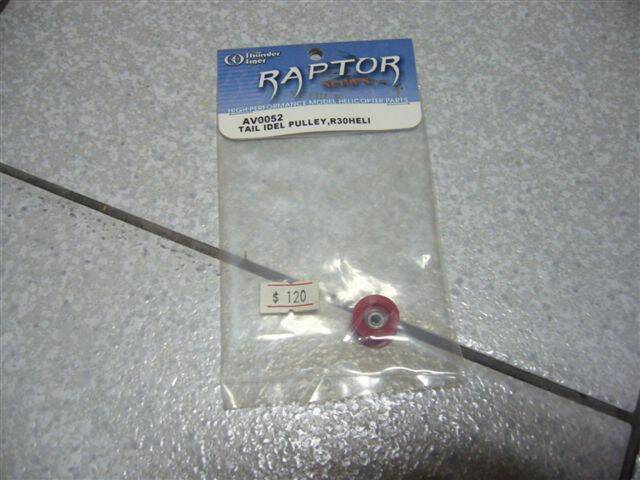 Thunder
Tiger
RAPTOR
HIGH PERFORMANCE MODEL HELICOPTER PARTS
AV0052
TAIL IDEL PULLEY,R30HELI
$ 120